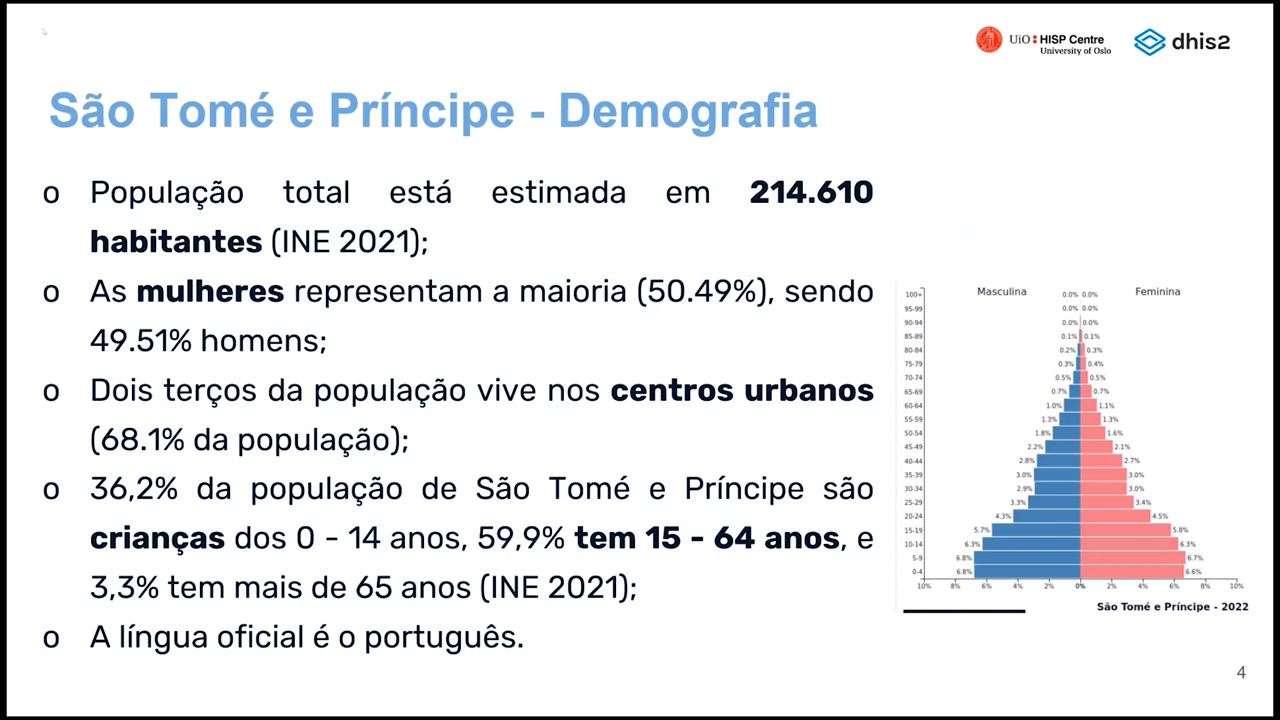 UiO HISP Centre
University of Oslo
dhis2
São Tomé e Príncipe - Demografia
o População total está estimada em 214.610
habitantes (INE 2021);
o As mulheres representam a maioria (50.49%), sendo
49.51% homens;
o Dois terços da população vive nos centros urbanos
(68.1% da população);
o 36,2% da população de São Tomé e Príncipe são
crianças dos 0 - 14 anos, 59,9% tem 15 - 64 anos, e
3,3% tem mais de 65 anos (INE 2021);
o A língua oficial é o português.
Masculina Feminina
100+ 0.0% 0.0%
95-99 0.0% 0.0%
90-94 0.0% 0.0%
85-89 0.1% 0.1%
80-84 0.2% 0.3%
75-79 0.3% 0.4%
70-74 0.5% 0.5%
65-69 0.7% 0.7%
60-64 1.0% 1.1%
55-59 1.3% 1.3%
50-54 1.8% 1.6%
45-49 2.2% 2.1%
40-44 2.8% 2.7%
35-39 3.0% 3.0%
30-34 2.9% 3.0%
25-29 3.3% 3.4%
20-24 4.3% 4.5%
15-19 5.7% 5.8%
10-14 6.3% 6.3%
5-9 6.8% 6.7%
0-4 6.8% 6.6%
10% 8% 6% 4% 2% 0% 2% 4% 6% 8% 10%
São Tomé e Príncipe - 2022
4